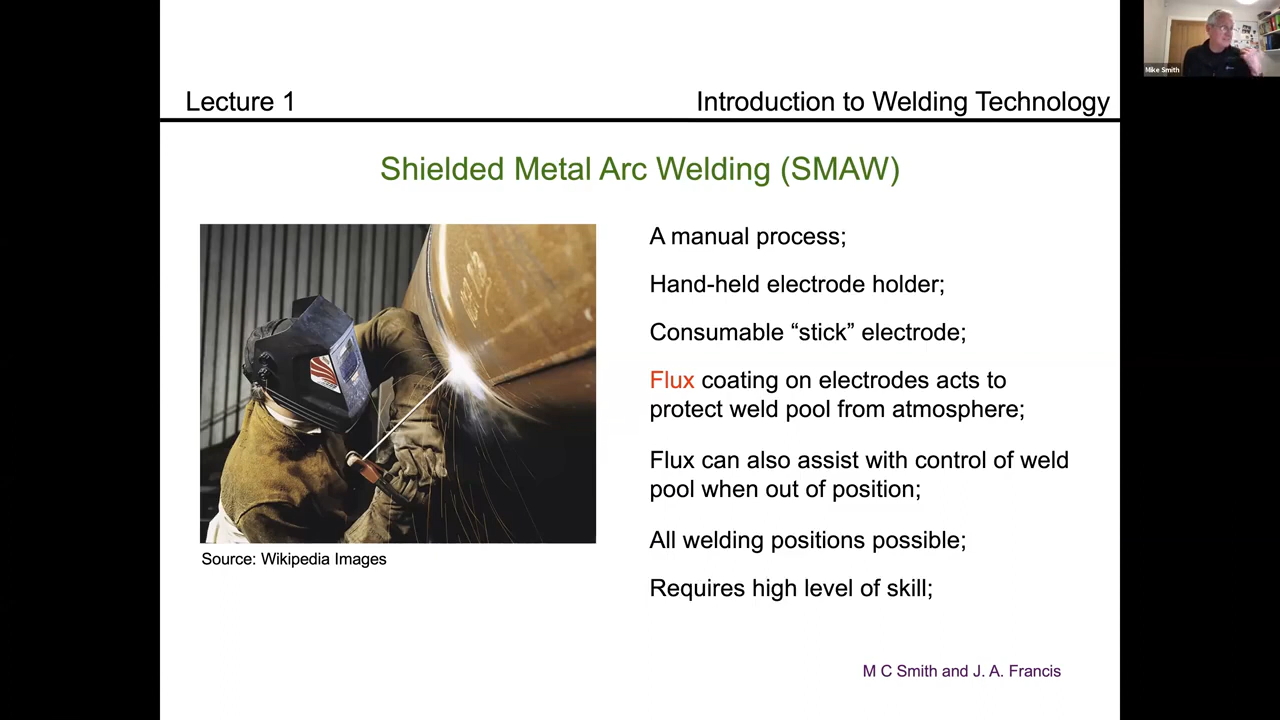 Lecture 1
Introduction to Welding Technology
Shielded Metal Arc Welding (SMAW)
A manual process;
Hand-held electrode holder;
Consumable “stick” electrode;
Flux coating on electrodes acts to
protect weld pool from atmosphere;
Flux can also assist with control of weld
pool when out of position;
All welding positions possible;
Requires high level of skill;
Source: Wikipedia Images
M C Smith and J. A. Francis
Mike Smith